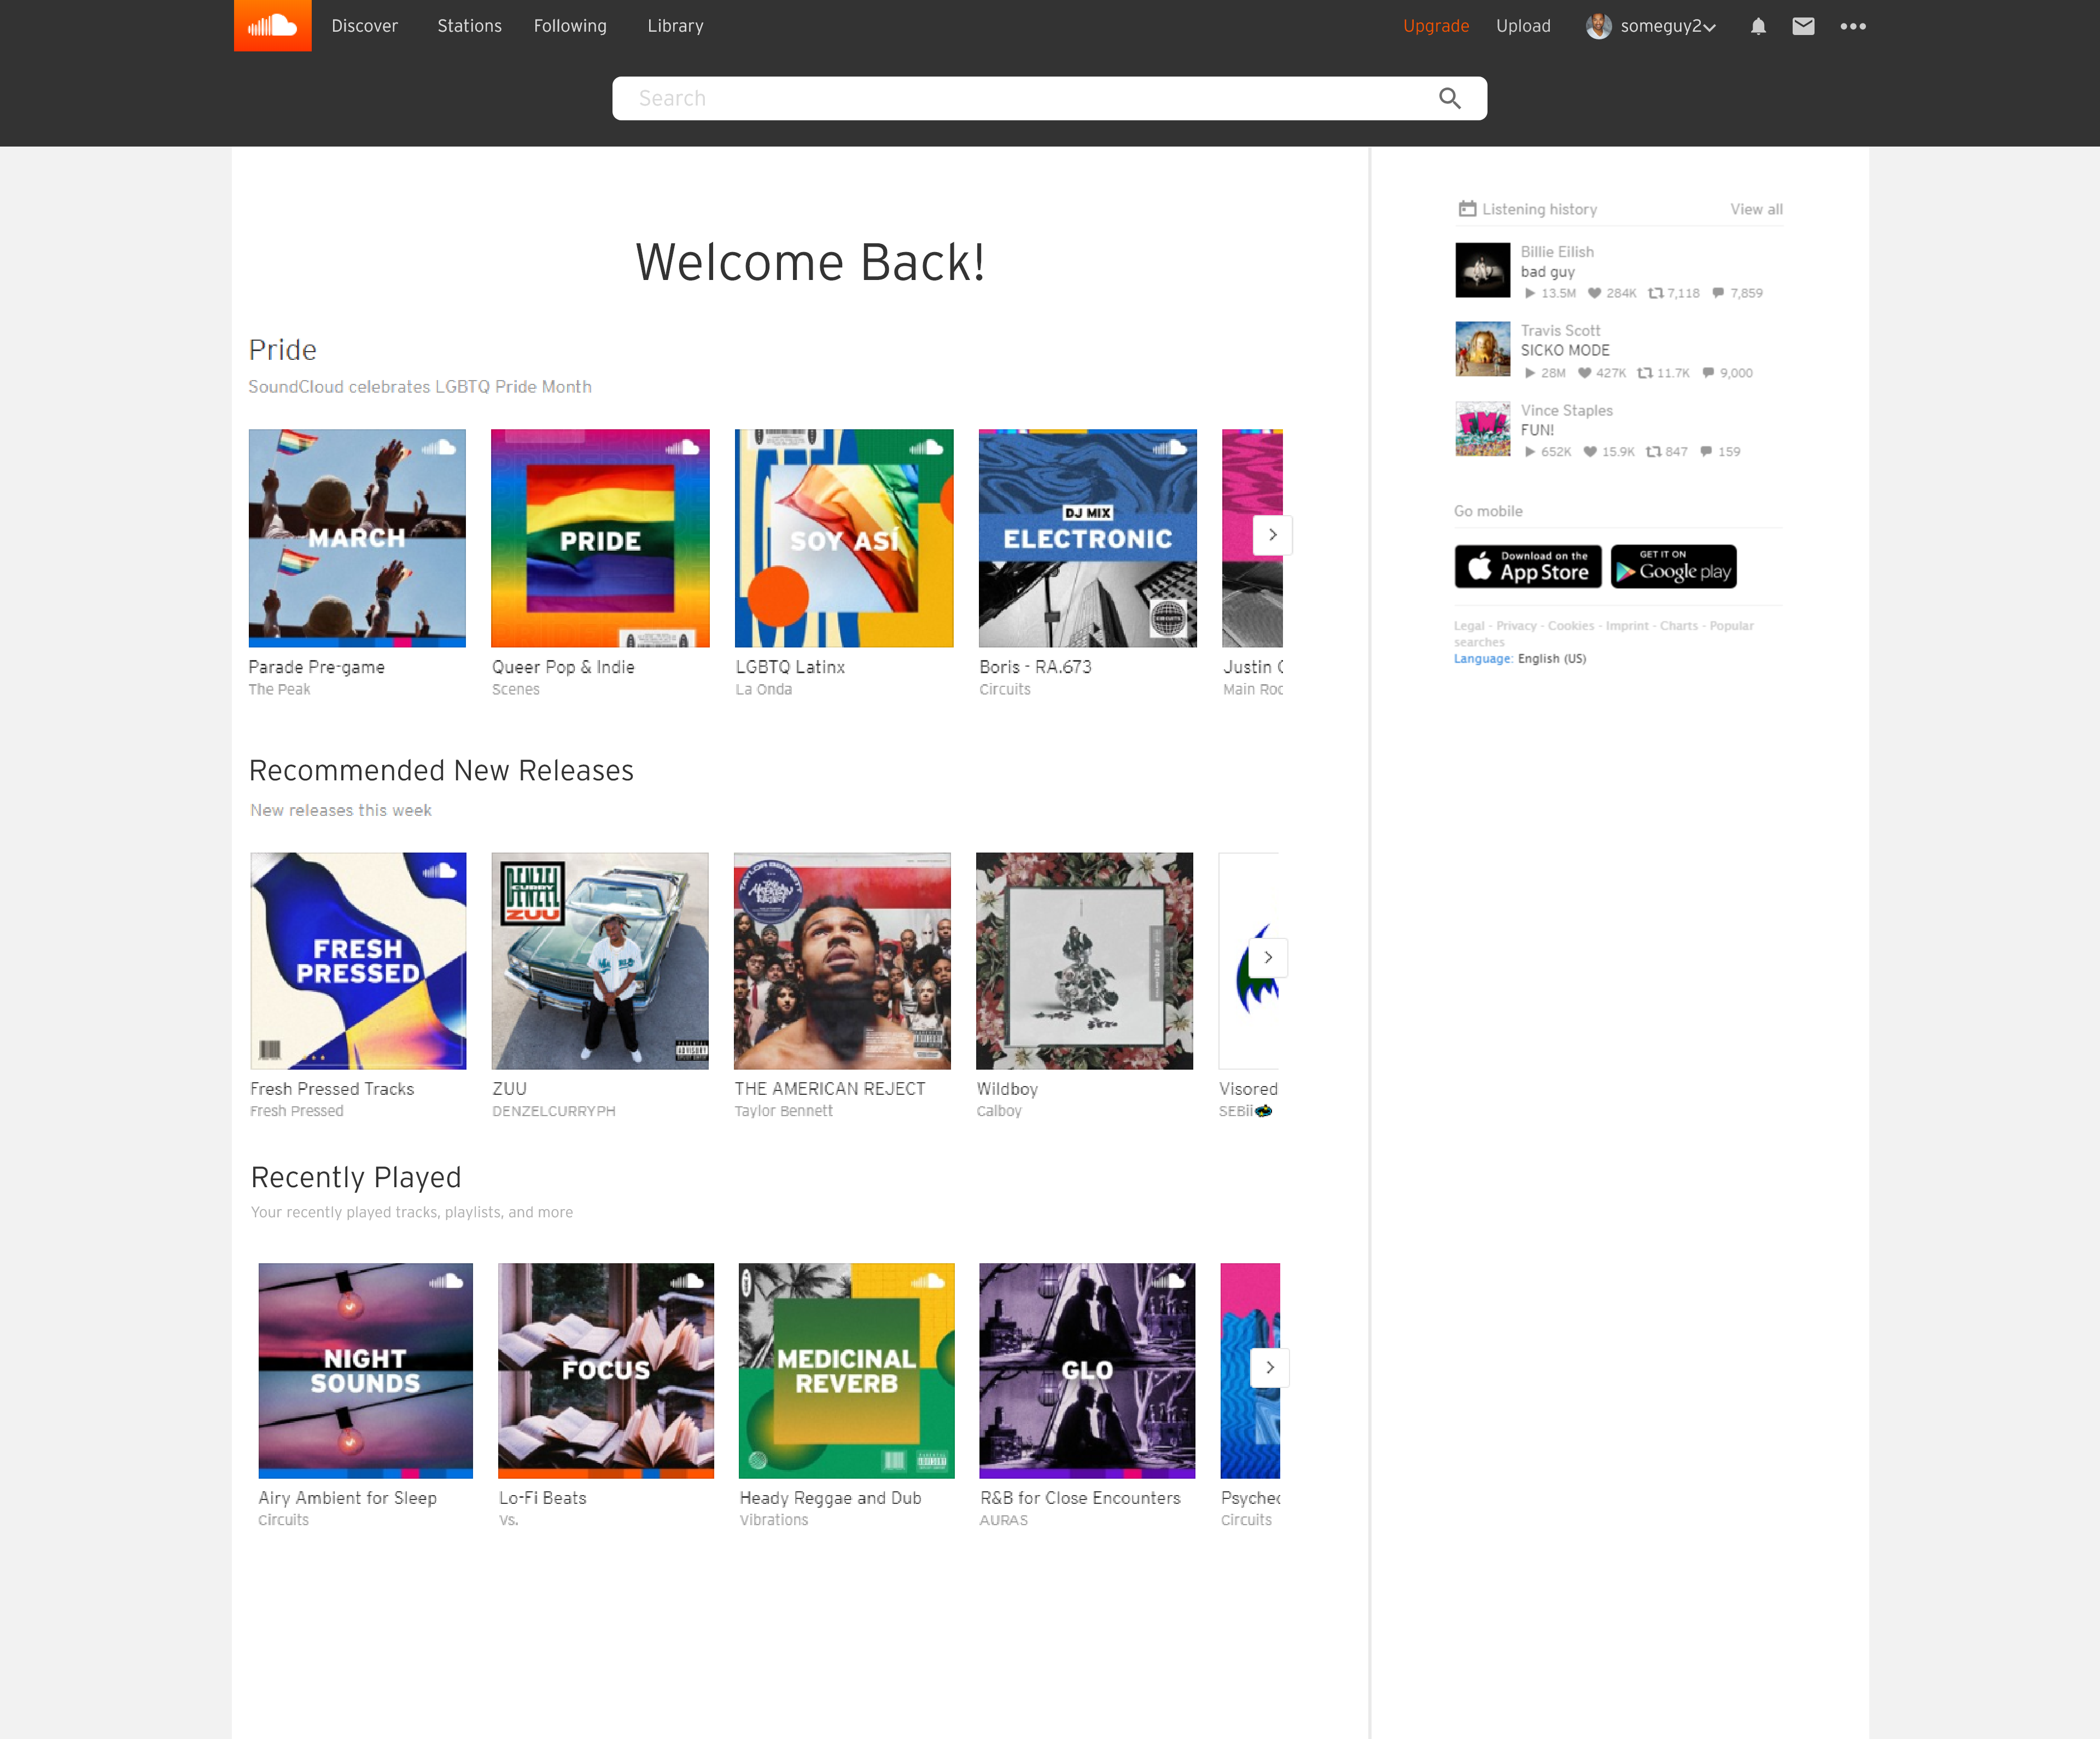 Discover Stations Following Library Upgrade Upload someguy2
Search
Welcome Back!
Pride
SoundCloud celebrates LGBTQ Pride Month
MARCH
PRIDE
SOY ASÍ
DJ MIX
ELECTRONIC
Parade Pre-game
The Peak
Queer Pop & Indie
Scenes
LGBTQ Latinx
La Onda
Boris - RA.673
Circuits
Justin
Main
Recommended New Releases
New releases this week
FRESH
PRESSED
DENZEL
CURRY
ZUU
TAYLOR BENNETT
Fresh Pressed Tracks
Fresh Pressed
ZUU
DENZELCURRYPH
THE AMERICAN REJECT
Taylor Bennett
Wildboy
Calboy
Visored
SEBii
Recently Played
Your recently played tracks, playlists, and more
NIGHT
SOUNDS
FOCUS
MEDICINAL
REVERB
GLO
Airy Ambient for Sleep
Circuits
Lo-Fi Beats
Vs.
Heady Reggae and Dub
Vibrations
R&B for Close Encounters
AURAS
Circuits
Listening history View all
Billie Eilish
bad guy
13.5M 284K 7,118 7,859
Travis Scott
SICKO MODE
28M 427K 11.7K 9,000
Vince Staples
FUN!
652K 15.9K 847 159
Go mobile
Download on the
App Store
GET IT ON
Google play
Legal - Privacy - Cookies - Imprint - Charts - Popular
searches
Language: English (US)